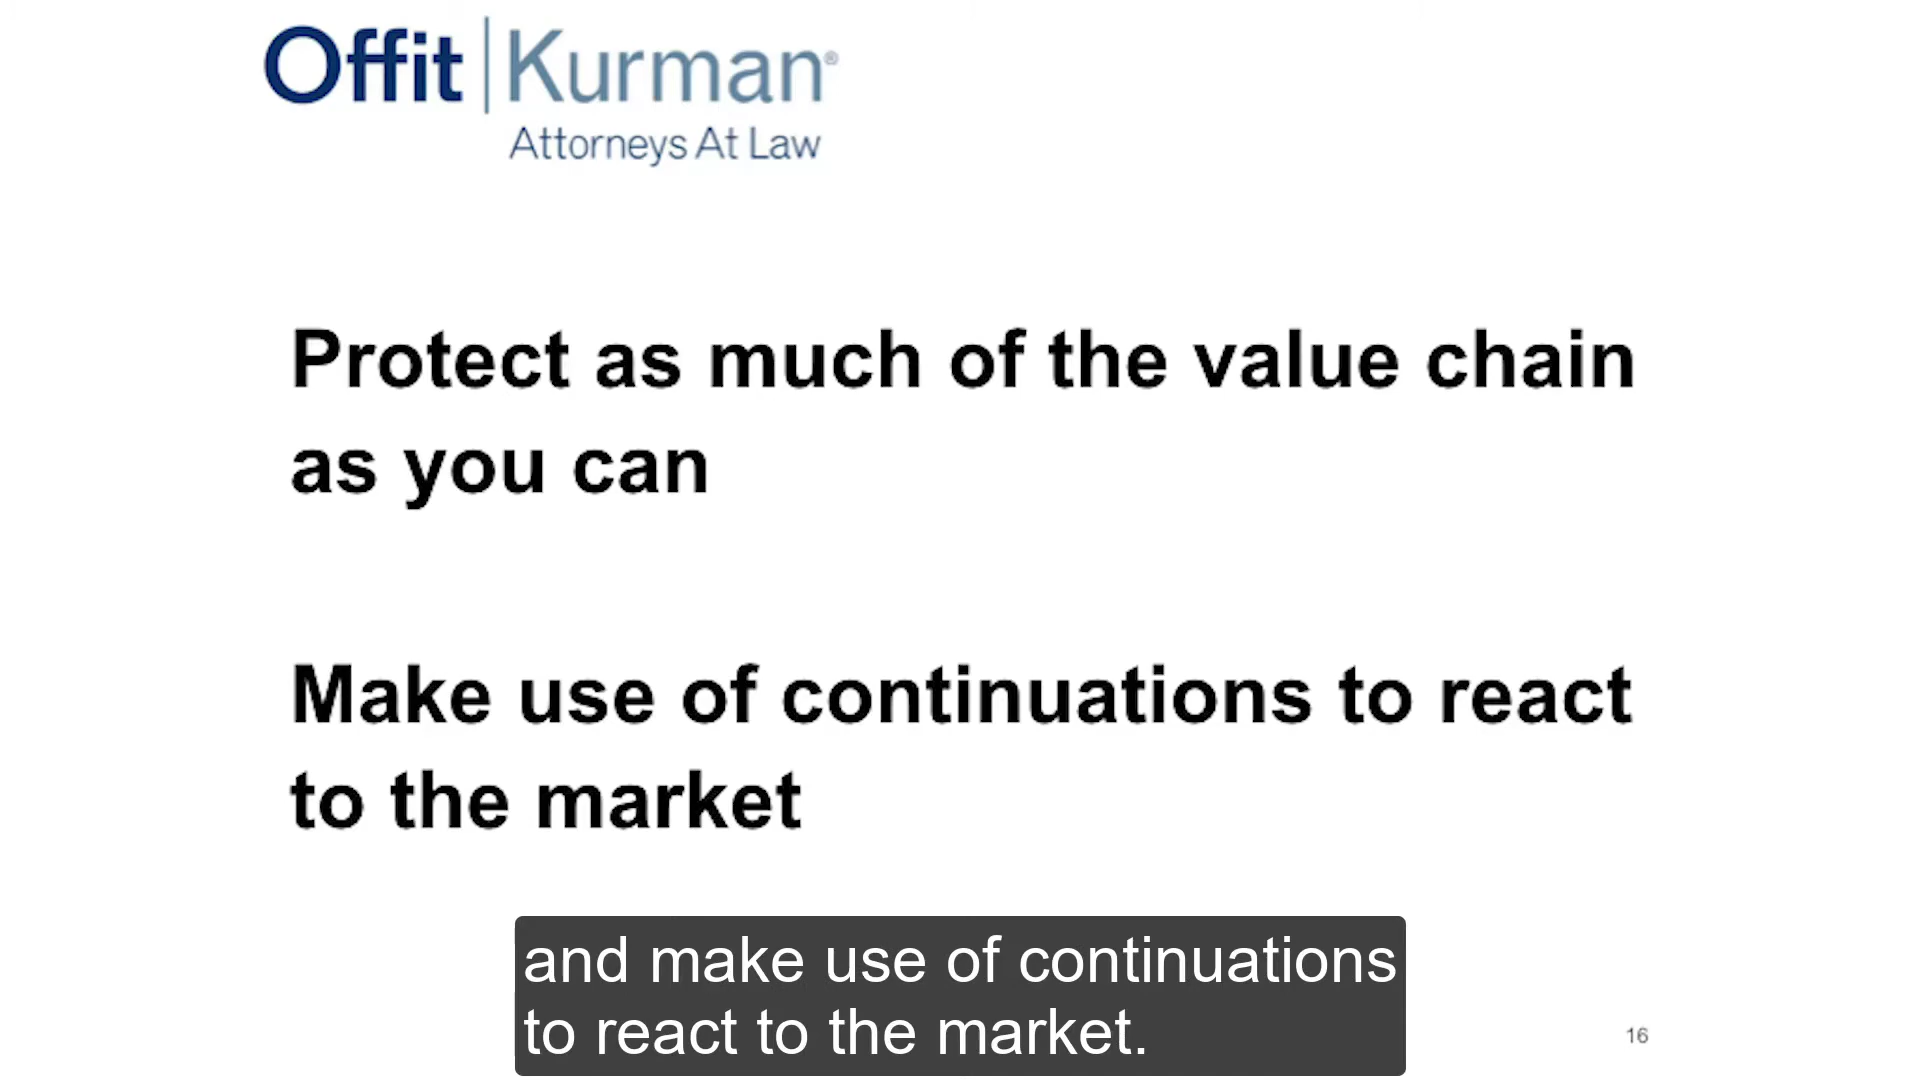 Offit | Kurman®
Attorneys At Law
Protect as much of the value chain
as you can
Make use of continuations to react
to the market
and make use of continuations
to react to the market.
16